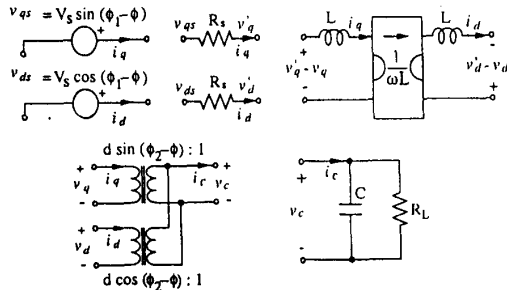 v_qs = V_s sin (ϕ_1-ϕ)
+
i_q
v_qs R_s v'_q
i_q
L i_q L i_d
+ -
v'_q - v_q
1/ωL
v'_d - v_d
- +
v_ds = V_s cos (ϕ_1-ϕ)
+
i_d
v_ds R_s v'_d
i_d
d sin (ϕ_2-ϕ) : 1
+ i_q i_c +
v_q v_c
- -
+ i_d
v_d
-
d cos (ϕ_2-ϕ) : 1
+ i_c
v_c C R_L
-